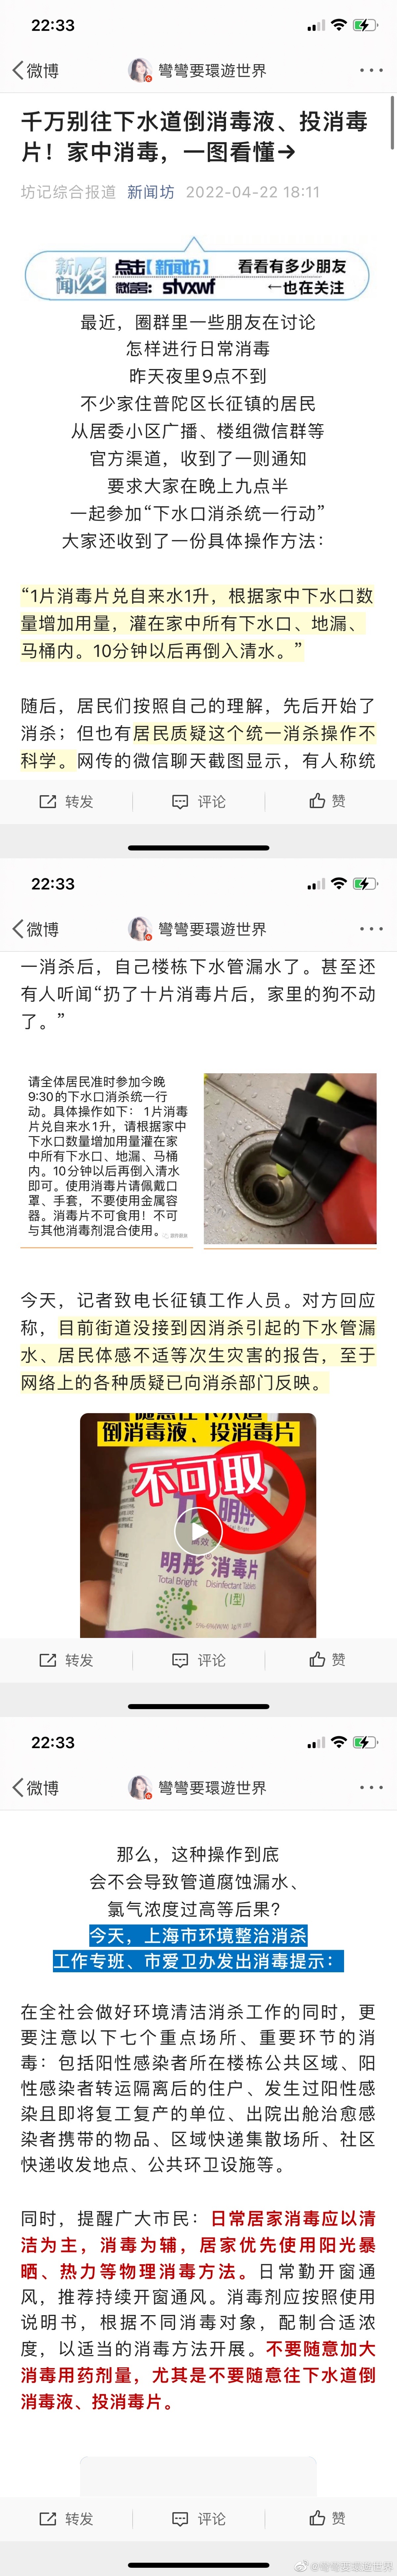 22:33
微博
彎彎要環遊世界
千万别往下水道倒消毒液、投消毒
片！家中消毒，一图看懂→
坊记综合报道 新闻坊 2022-04-22 18:11
新闻坊
点击【新闻坊】
微信号：stvxwf
看看有多少朋友
←也在关注
最近，圈群里一些朋友在讨论
怎样进行日常消毒
昨天夜里9点不到
不少家住普陀区长征镇的居民
从居委小区广播、楼组微信群等
官方渠道，收到了一则通知
要求大家在晚上九点半
一起参加“下水口消杀统一行动”
大家还收到了一份具体操作方法：
“1片消毒片兑自来水1升，根据家中下水口数
量增加用量，灌在家中所有下水口、地漏、
马桶内。10分钟以后再倒入清水。”
随后，居民们按照自己的理解，先后开始了
消杀；但也有居民质疑这个统一消杀操作不
科学。网传的微信聊天截图显示，有人称统
转发 评论 赞
22:33
微博
彎彎要環遊世界
一消杀后，自己楼栋下水管漏水了。甚至还
有人听闻“扔了十片消毒片后，家里的狗不动
了。”
请全体居民准时参加今晚
9:30的下水口消杀统一行
动。具体操作如下： 1片消毒
片兑自来水1升，请根据家中
下水口数量增加用量灌在家
中所有下水口、地漏、马桶
内。10分钟以后再倒入清水
即可。使用消毒片请佩戴口
罩、手套，不要使用金属容
器。消毒片不可食用！不可
与其他消毒剂混合使用。
今天，记者致电长征镇工作人员。对方回应
称，目前街道没接到因消杀引起的下水管漏
水、居民体感不适等次生灾害的报告，至于
网络上的各种质疑已向消杀部门反映。
随意往下水道
倒消毒液、投消毒片
不可取
明彤
高效
明彤 消毒片
Total Bright Disinfectant Tablets
(I型)
转发 评论 赞
22:33
微博
彎彎要環遊世界
那么，这种操作到底
会不会导致管道腐蚀漏水、
氯气浓度过高等后果?
今天，上海市环境整治消杀
工作专班、市爱卫办发出消毒提示：
在全社会做好环境清洁消杀工作的同时，更
要注意以下七个重点场所、重要环节的消
毒：包括阳性感染者所在楼栋公共区域、阳
性感染者转运隔离后的住户、发生过阳性感
染且即将复工复产的单位、出院出舱治愈感
染者携带的物品、区域快递集散场所、社区
快递收发地点、公共环卫设施等。
同时，提醒广大市民：日常居家消毒应以清
洁为主，消毒为辅，居家优先使用阳光暴
晒、热力等物理消毒方法。日常勤开窗通
风，推荐持续开窗通风。消毒剂应按照使用
说明书，根据不同消毒对象，配制合适浓
度，以适当的消毒方法开展。不要随意加大
消毒用药剂量，尤其是不要随意往下水道倒
消毒液、投消毒片。
转发 评论 赞
@彎彎要環遊世界